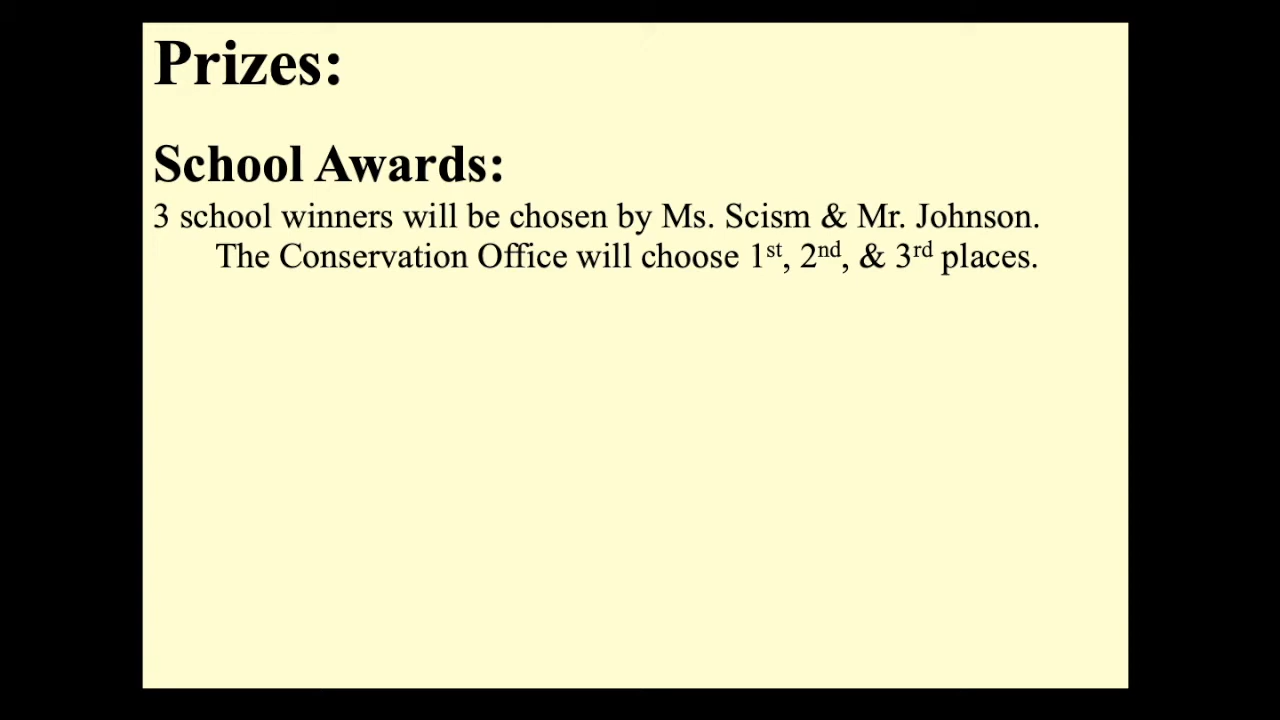 Prizes:
School Awards:
3 school winners will be chosen by Ms. Scism & Mr. Johnson.
The Conservation Office will choose 1st, 2nd, & 3rd places.